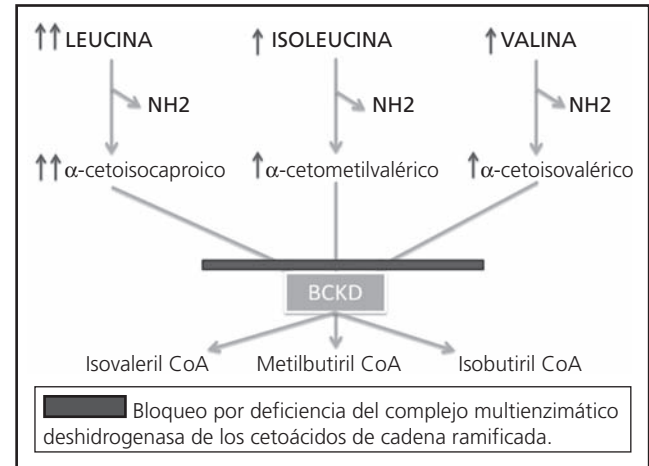 ↑↑ LEUCINA ↑ ISOLEUCINA ↑ VALINA
NH2 NH2 NH2
↑↑ α-cetoisocaproico ↑ α-cetometilvalérico ↑ α-cetoisovalérico
BCKD
Isovaleril CoA Metilbutiril CoA Isobutiril CoA
Bloqueo por deficiencia del complejo multienzimático
deshidrogenasa de los cetoácidos de cadena ramificada.